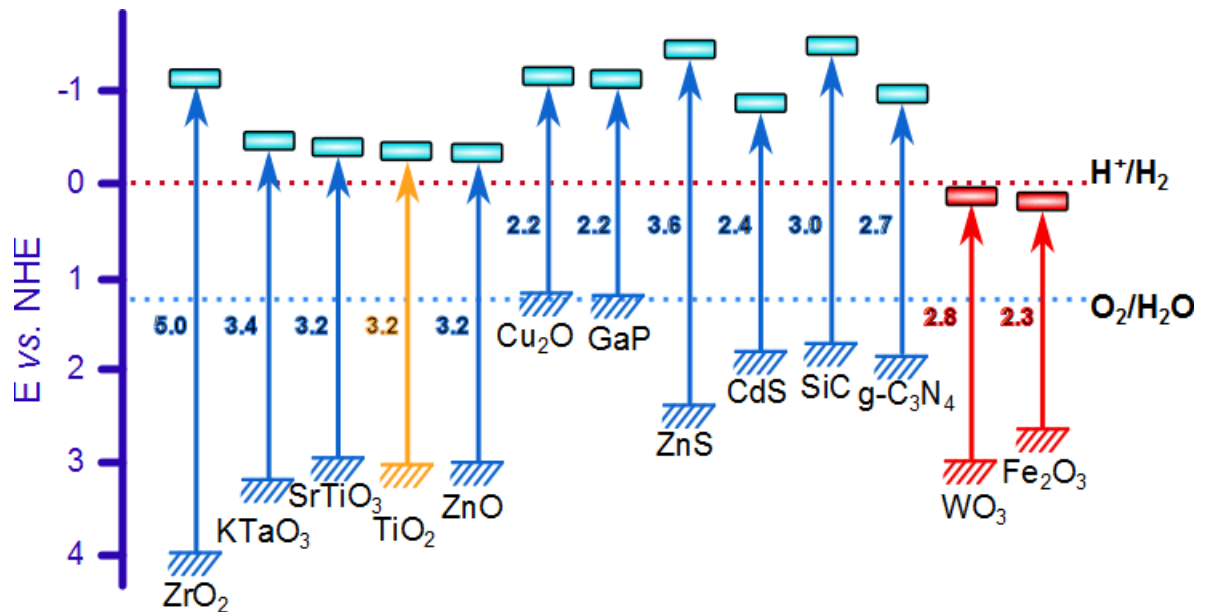 -1
0
1
2
3
4
E vs. NHE
H⁺/H₂
O₂/H₂O
5.0
3.4
3.2
3.2
3.2
2.2
2.2
3.6
2.4
3.0
2.7
2.8
2.3
ZrO₂
KTaO₃
SrTiO₃
TiO₂
ZnO
Cu₂O
GaP
ZnS
CdS
SiC
g-C₃N₄
WO₃
Fe₂O₃